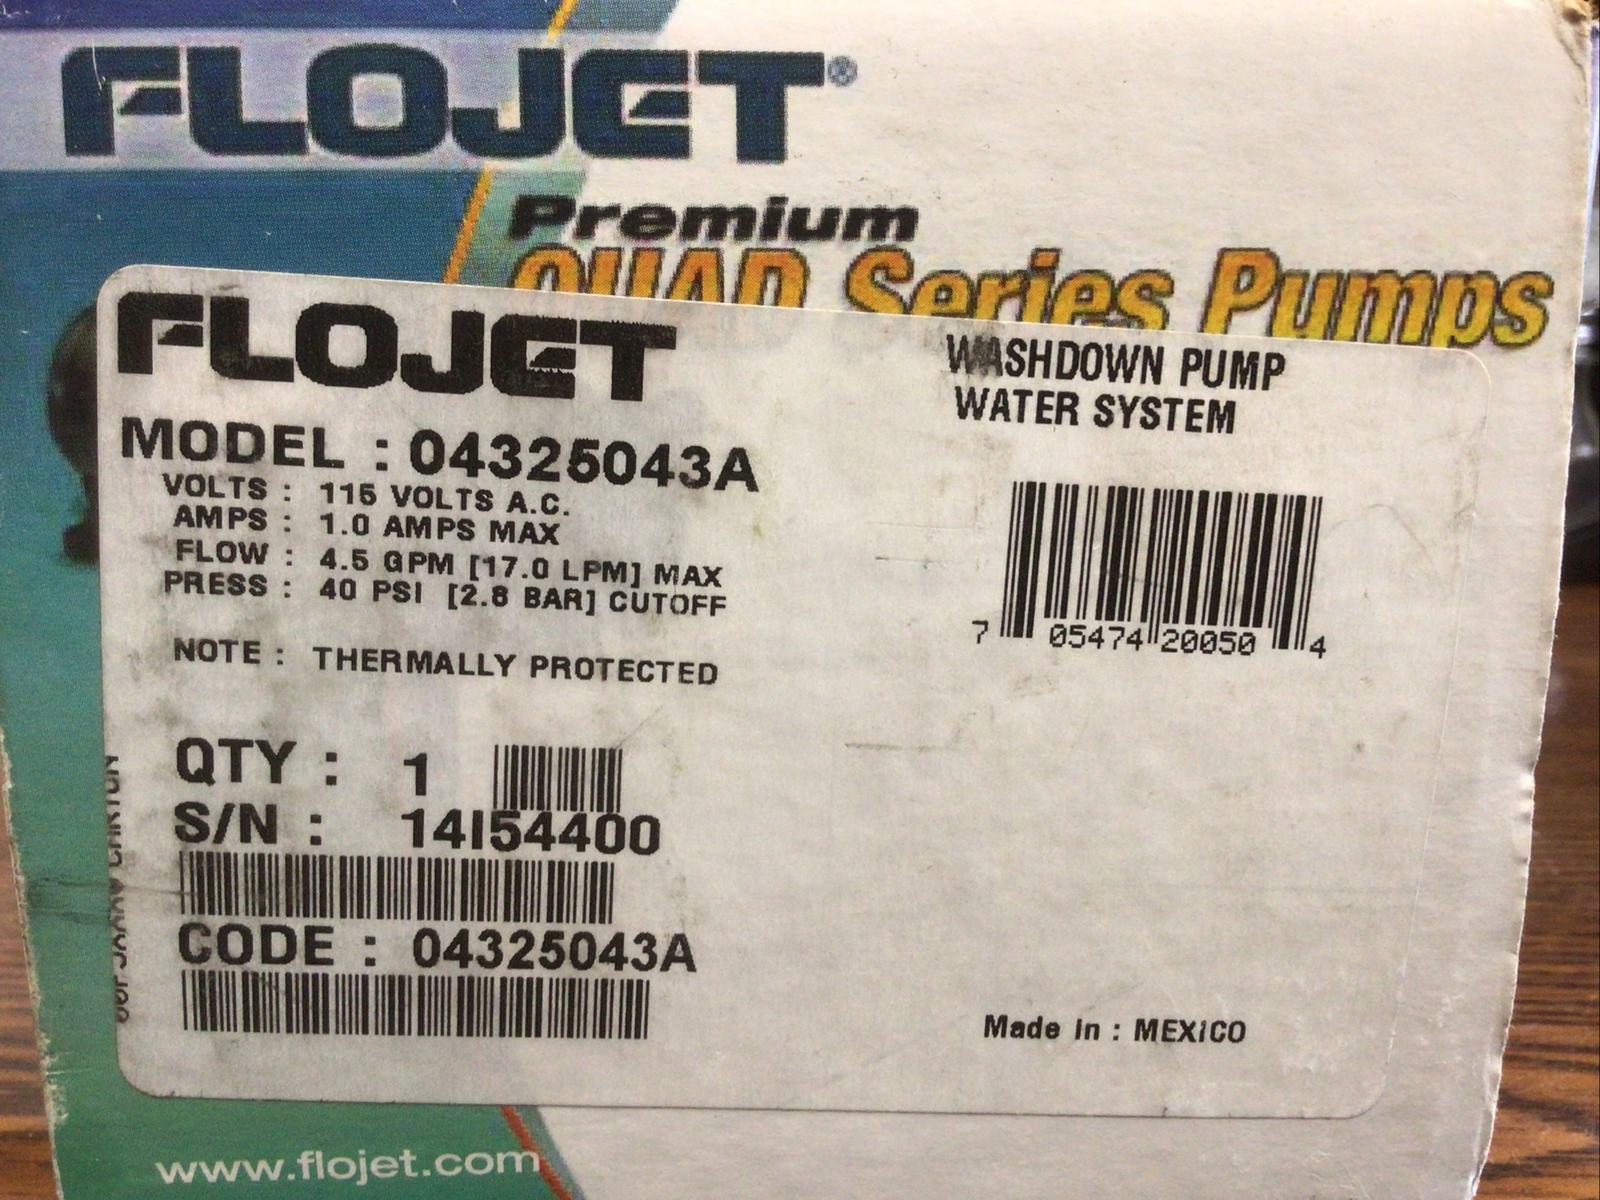 FLOJET®
Premium
QUAD Series Pumps
FLOJET
MODEL : 04325043A
VOLTS : 115 VOLTS A.C.
AMPS : 1.0 AMPS MAX
FLOW : 4.5 GPM [17.0 LPM] MAX
PRESS : 40 PSI [2.8 BAR] CUTOFF
NOTE : THERMALLY PROTECTED
QTY : 1
S/N : 14I54400
CODE : 04325043A
WASHDOWN PUMP
WATER SYSTEM
7 05474 20050 4
Made in : MEXICO
www.flojet.com